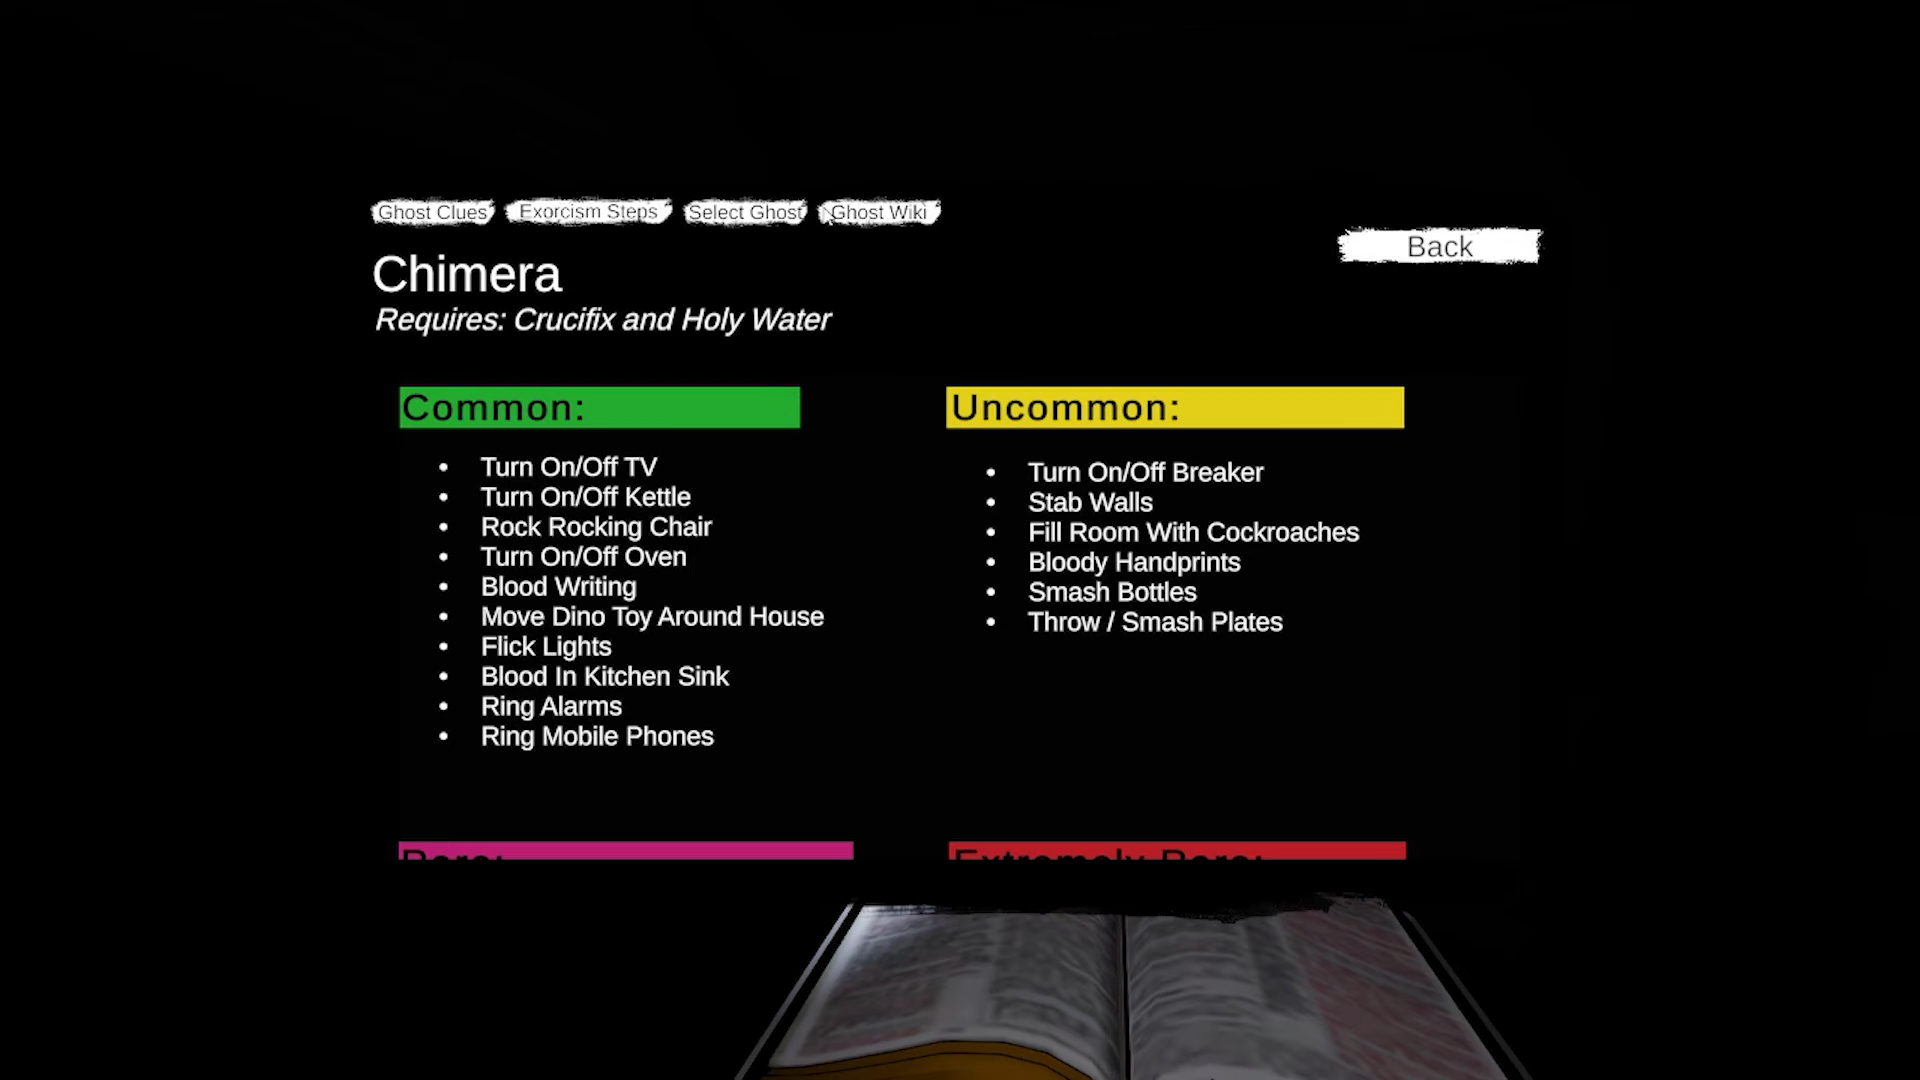 Ghost Clues Exorcism Steps Select Ghost Ghost Wiki
Back
Chimera
Requires: Crucifix and Holy Water
Common:
• Turn On/Off TV
• Turn On/Off Kettle
• Rock Rocking Chair
• Turn On/Off Oven
• Blood Writing
• Move Dino Toy Around House
• Flick Lights
• Blood In Kitchen Sink
• Ring Alarms
• Ring Mobile Phones
Uncommon:
• Turn On/Off Breaker
• Stab Walls
• Fill Room With Cockroaches
• Bloody Handprints
• Smash Bottles
• Throw / Smash Plates
Rare:
Extremely Rare: